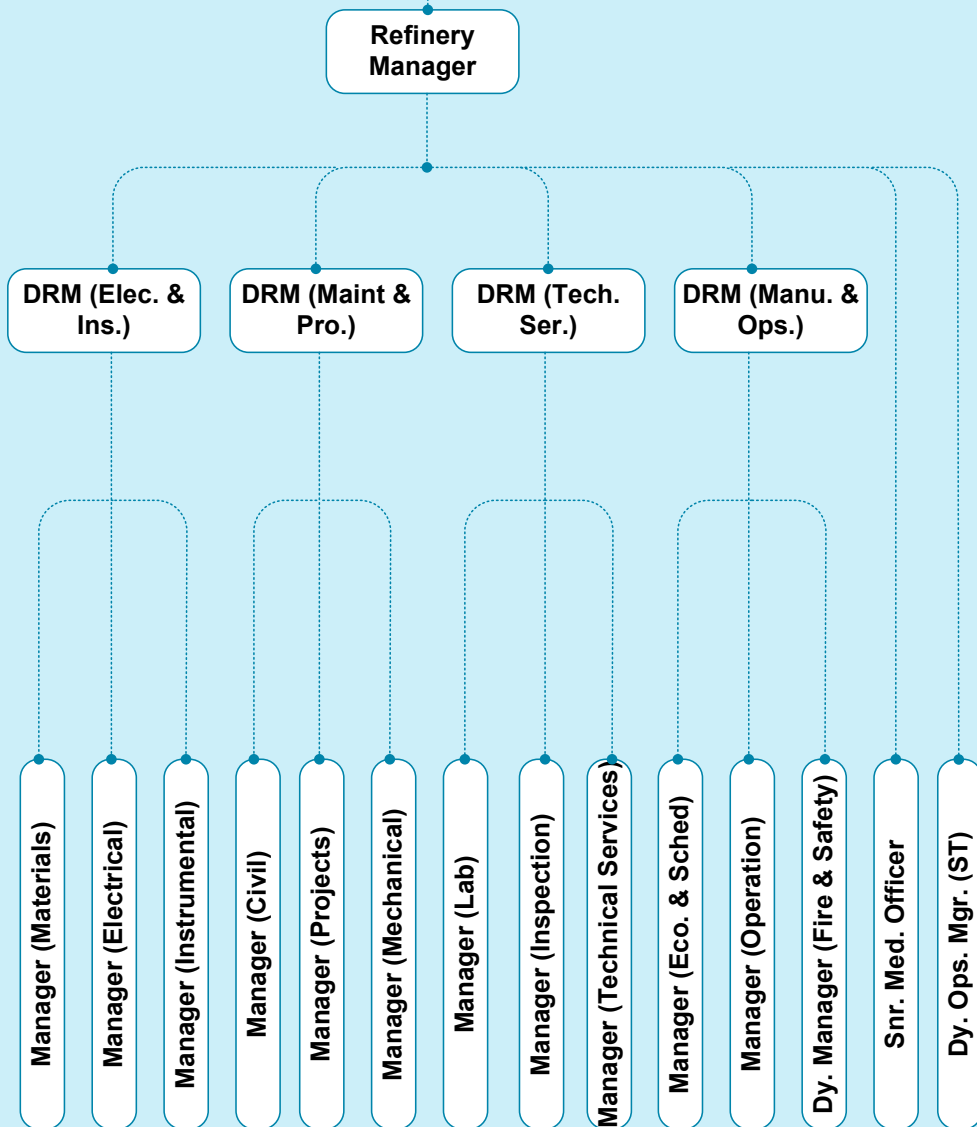 Refinery
Manager
DRM (Elec. &
Ins.)
DRM (Maint &
Pro.)
DRM (Tech.
Ser.)
DRM (Manu. &
Ops.)
Manager (Materials)
Manager (Electrical)
Manager (Instrumental)
Manager (Civil)
Manager (Projects)
Manager (Mechanical)
Manager (Lab)
Manager (Inspection)
Manager (Technical Services)
Manager (Eco. & Sched)
Manager (Operation)
Dy. Manager (Fire & Safety)
Snr. Med. Officer
Dy. Ops. Mgr. (ST)